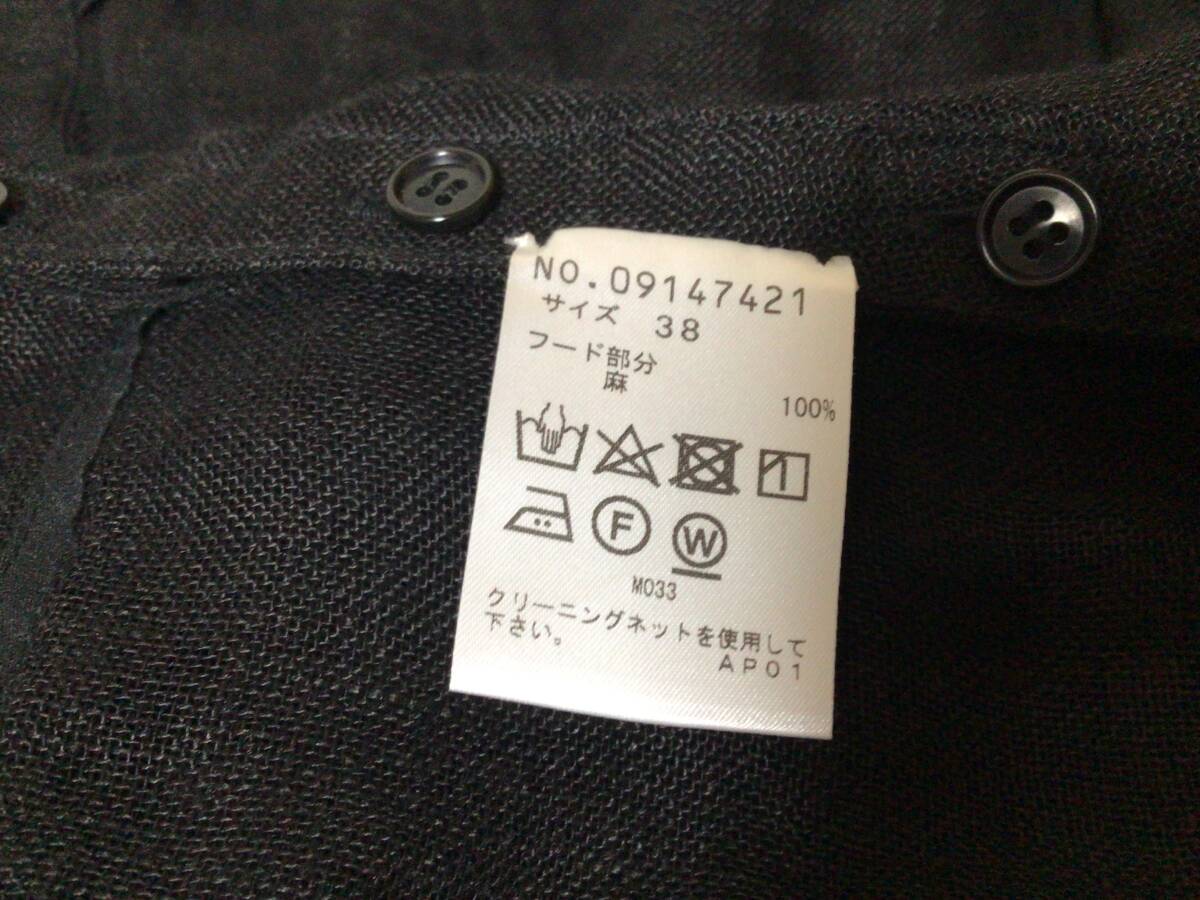 NO.09147421
サイズ 38
フード部分
麻 100%
F W
M033
クリーニングネットを使用して
下さい。
AP01